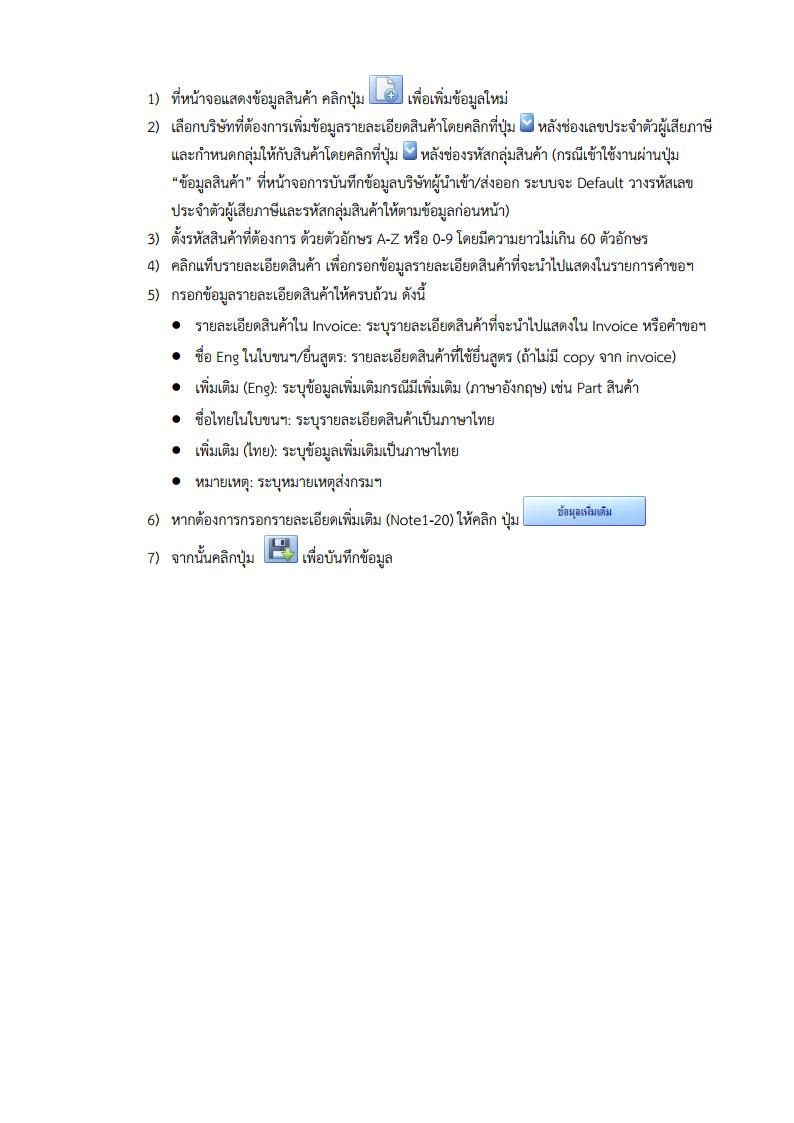 1) ที่หน้าจอแสดงข้อมูลสินค้า คลิกปุ่ม เพื่อเพิ่มข้อมูลใหม่
2) เลือกบริษัทที่ต้องการเพิ่มข้อมูลรายละเอียดสินค้าโดยคลิกที่ปุ่ม หลังช่องเลขประจำตัวผู้เสียภาษี
และกำหนดกลุ่มให้กับสินค้าโดยคลิกที่ปุ่ม หลังช่องรหัสกลุ่มสินค้า (กรณีเข้าใช้งานผ่านปุ่ม
“ข้อมูลสินค้า” ที่หน้าจอการบันทึกข้อมูลบริษัทผู้นำเข้า/ส่งออก ระบบจะ Default วางรหัสเลข
ประจำตัวผู้เสียภาษีและรหัสกลุ่มสินค้าให้ตามข้อมูลก่อนหน้า)
3) ตั้งรหัสสินค้าที่ต้องการ ด้วยตัวอักษร A-Z หรือ 0-9 โดยมีความยาวไม่เกิน 60 ตัวอักษร
4) คลิกแท็บรายละเอียดสินค้า เพื่อกรอกข้อมูลรายละเอียดสินค้าที่จะนำไปแสดงในรายการคำขอฯ
5) กรอกข้อมูลรายละเอียดสินค้าให้ครบถ้วน ดังนี้
● รายละเอียดสินค้าใน Invoice: ระบุรายละเอียดสินค้าที่จะนำไปแสดงใน Invoice หรือคำขอฯ
● ชื่อ Eng ในใบขนฯ/ยื่นสูตร: รายละเอียดสินค้าที่ใช้ยื่นสูตร (ถ้าไม่มี copy จาก invoice)
● เพิ่มเติม (Eng): ระบุข้อมูลเพิ่มเติมกรณีมีเพิ่มเติม (ภาษาอังกฤษ) เช่น Part สินค้า
● ชื่อไทยในใบขนฯ: ระบุรายละเอียดสินค้าเป็นภาษาไทย
● เพิ่มเติม (ไทย): ระบุข้อมูลเพิ่มเติมเป็นภาษาไทย
● หมายเหตุ: ระบุหมายเหตุส่งกรมฯ
6) หากต้องการกรอกรายละเอียดเพิ่มเติม (Note1-20) ให้คลิก ปุ่ม ข้อมูลเพิ่มเติม
7) จากนั้นคลิกปุ่ม เพื่อบันทึกข้อมูล